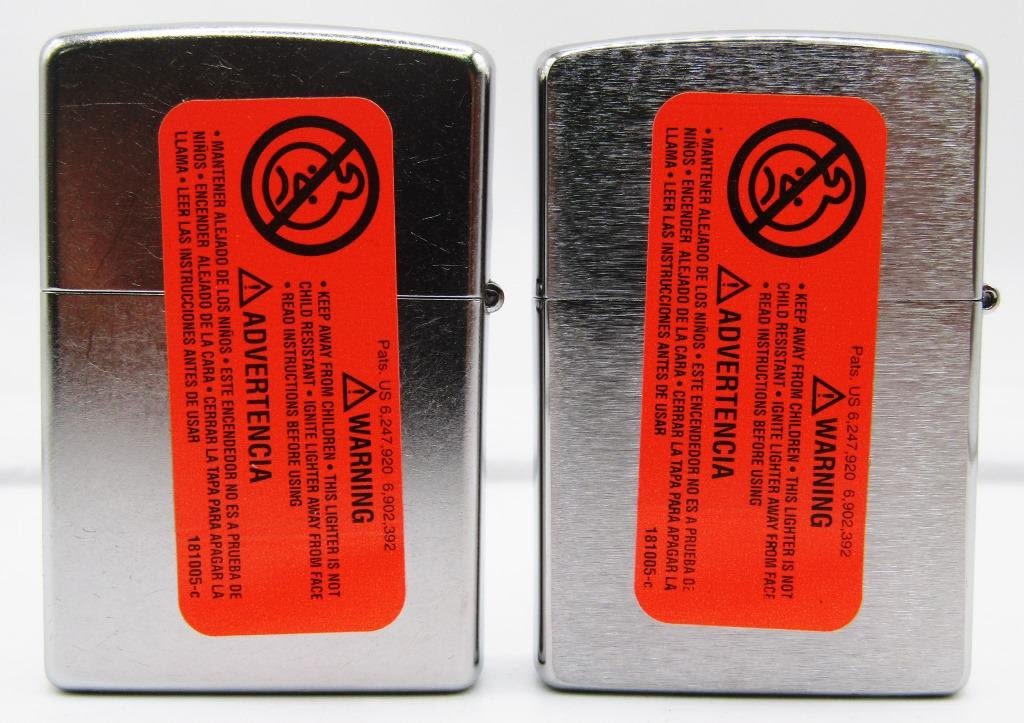 Pats. US 6,247,920 6,902,392
WARNING
• KEEP AWAY FROM CHILDREN • THIS LIGHTER IS NOT
CHILD RESISTANT • IGNITE LIGHTER AWAY FROM FACE
• READ INSTRUCTIONS BEFORE USING
ADVERTENCIA
• MANTENER ALEJADO DE LOS NIÑOS • ESTE ENCENDEDOR NO ES A PRUEBA DE
NIÑOS • ENCENDER ALEJADO DE LA CARA • CERRAR LA TAPA PARA APAGAR LA
LLAMA • LEER LAS INSTRUCCIONES ANTES DE USAR
181005-c
Pats. US 6,247,920 6,902,392
WARNING
• KEEP AWAY FROM CHILDREN • THIS LIGHTER IS NOT
CHILD RESISTANT • IGNITE LIGHTER AWAY FROM FACE
• READ INSTRUCTIONS BEFORE USING
ADVERTENCIA
• MANTENER ALEJADO DE LOS NIÑOS • ESTE ENCENDEDOR NO ES A PRUEBA DE
NIÑOS • ENCENDER ALEJADO DE LA CARA • CERRAR LA TAPA PARA APAGAR LA
LLAMA • LEER LAS INSTRUCCIONES ANTES DE USAR
181005-c